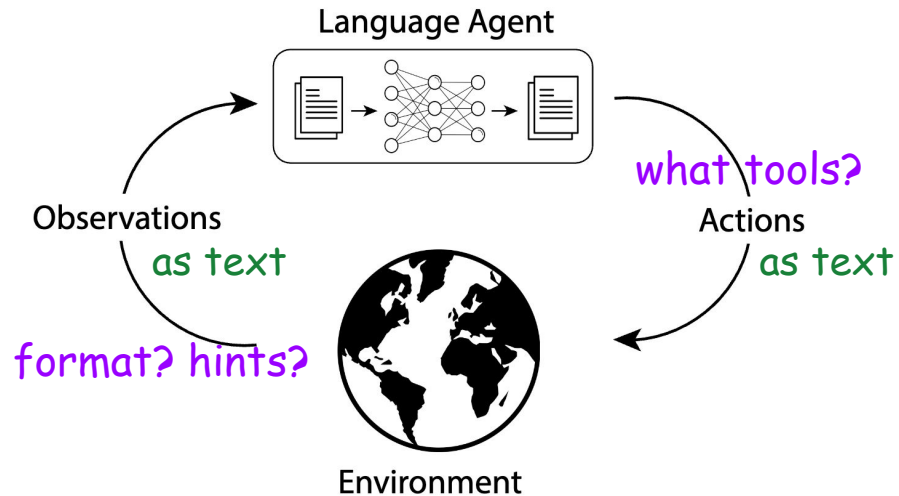 Language Agent
what tools?
Observations
Actions
as text
as text
format? hints?
Environment